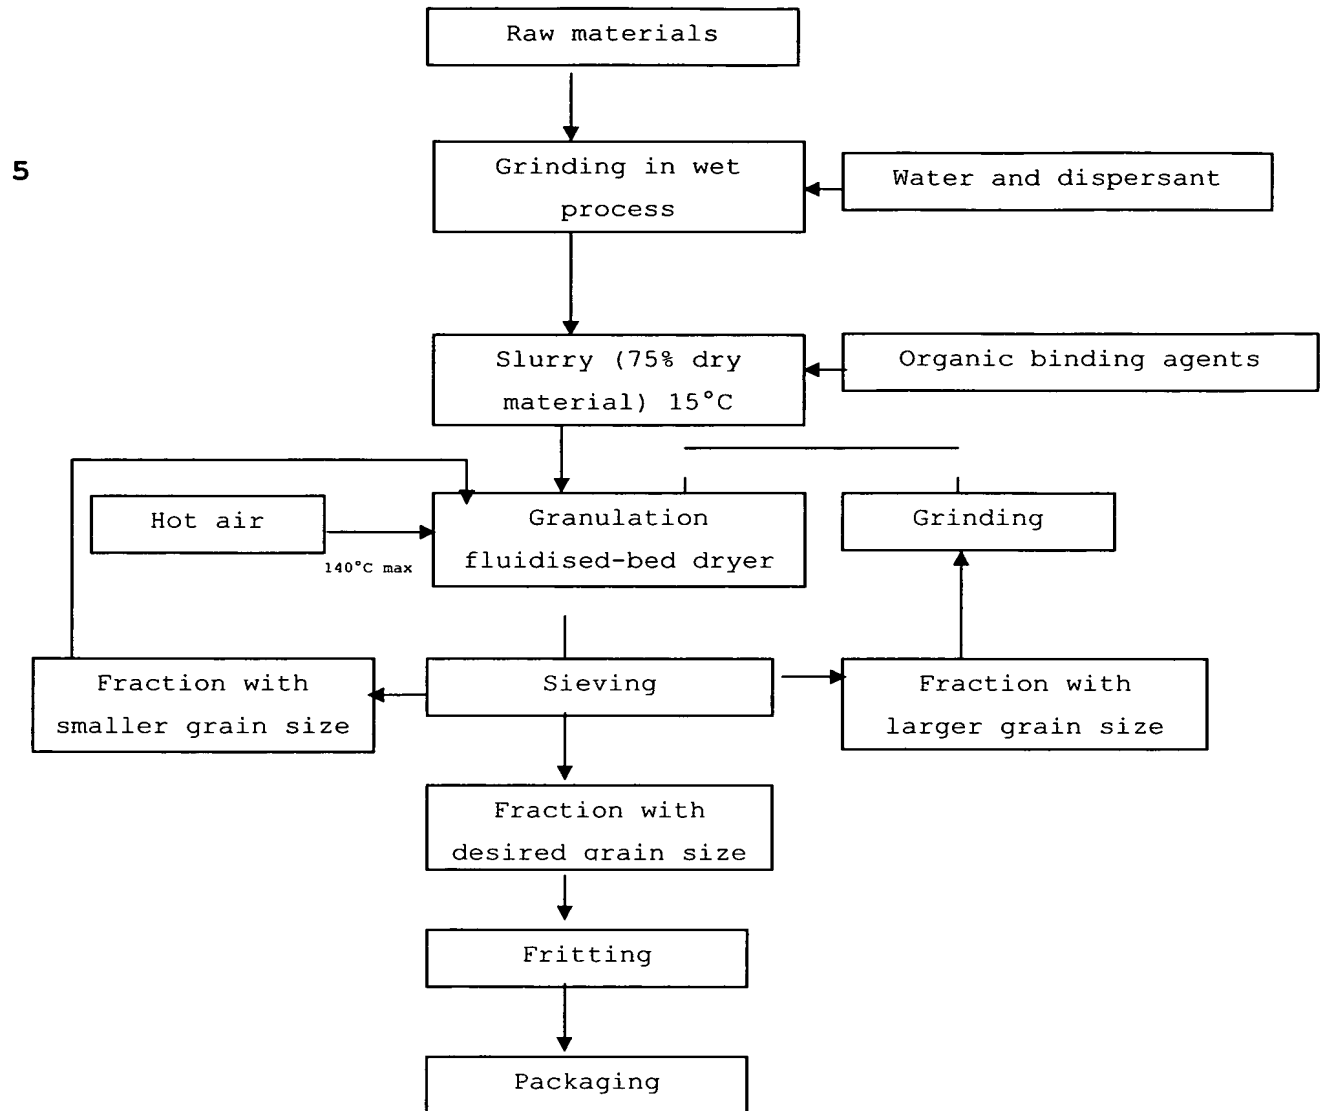 Raw materials
5
Grinding in wet
process
Water and dispersant
Slurry (75% dry
material) 15°C
Organic binding agents
Hot air
140°C max
Granulation
fluidised-bed dryer
Grinding
Fraction with
smaller grain size
Sieving
Fraction with
larger grain size
Fraction with
desired grain size
Fritting
Packaging